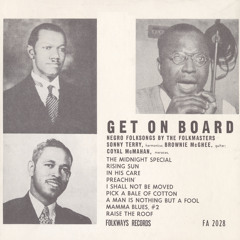 GET ON BOARD
NEGRO FOLKSONGS BY THE FOLKMASTERS
SONNY TERRY, harmonica, BROWNIE McGHEE, guitar,
COYAL McMAHAN, maracas.
THE MIDNIGHT SPECIAL
RISING SUN
IN HIS CARE
PREACHIN'
I SHALL NOT BE MOVED
PICK A BALE OF COTTON
A MAN IS NOTHING BUT A FOOL
MAMMA BLUES, #2
RAISE THE ROOF
FOLKWAYS RECORDS FA 2028